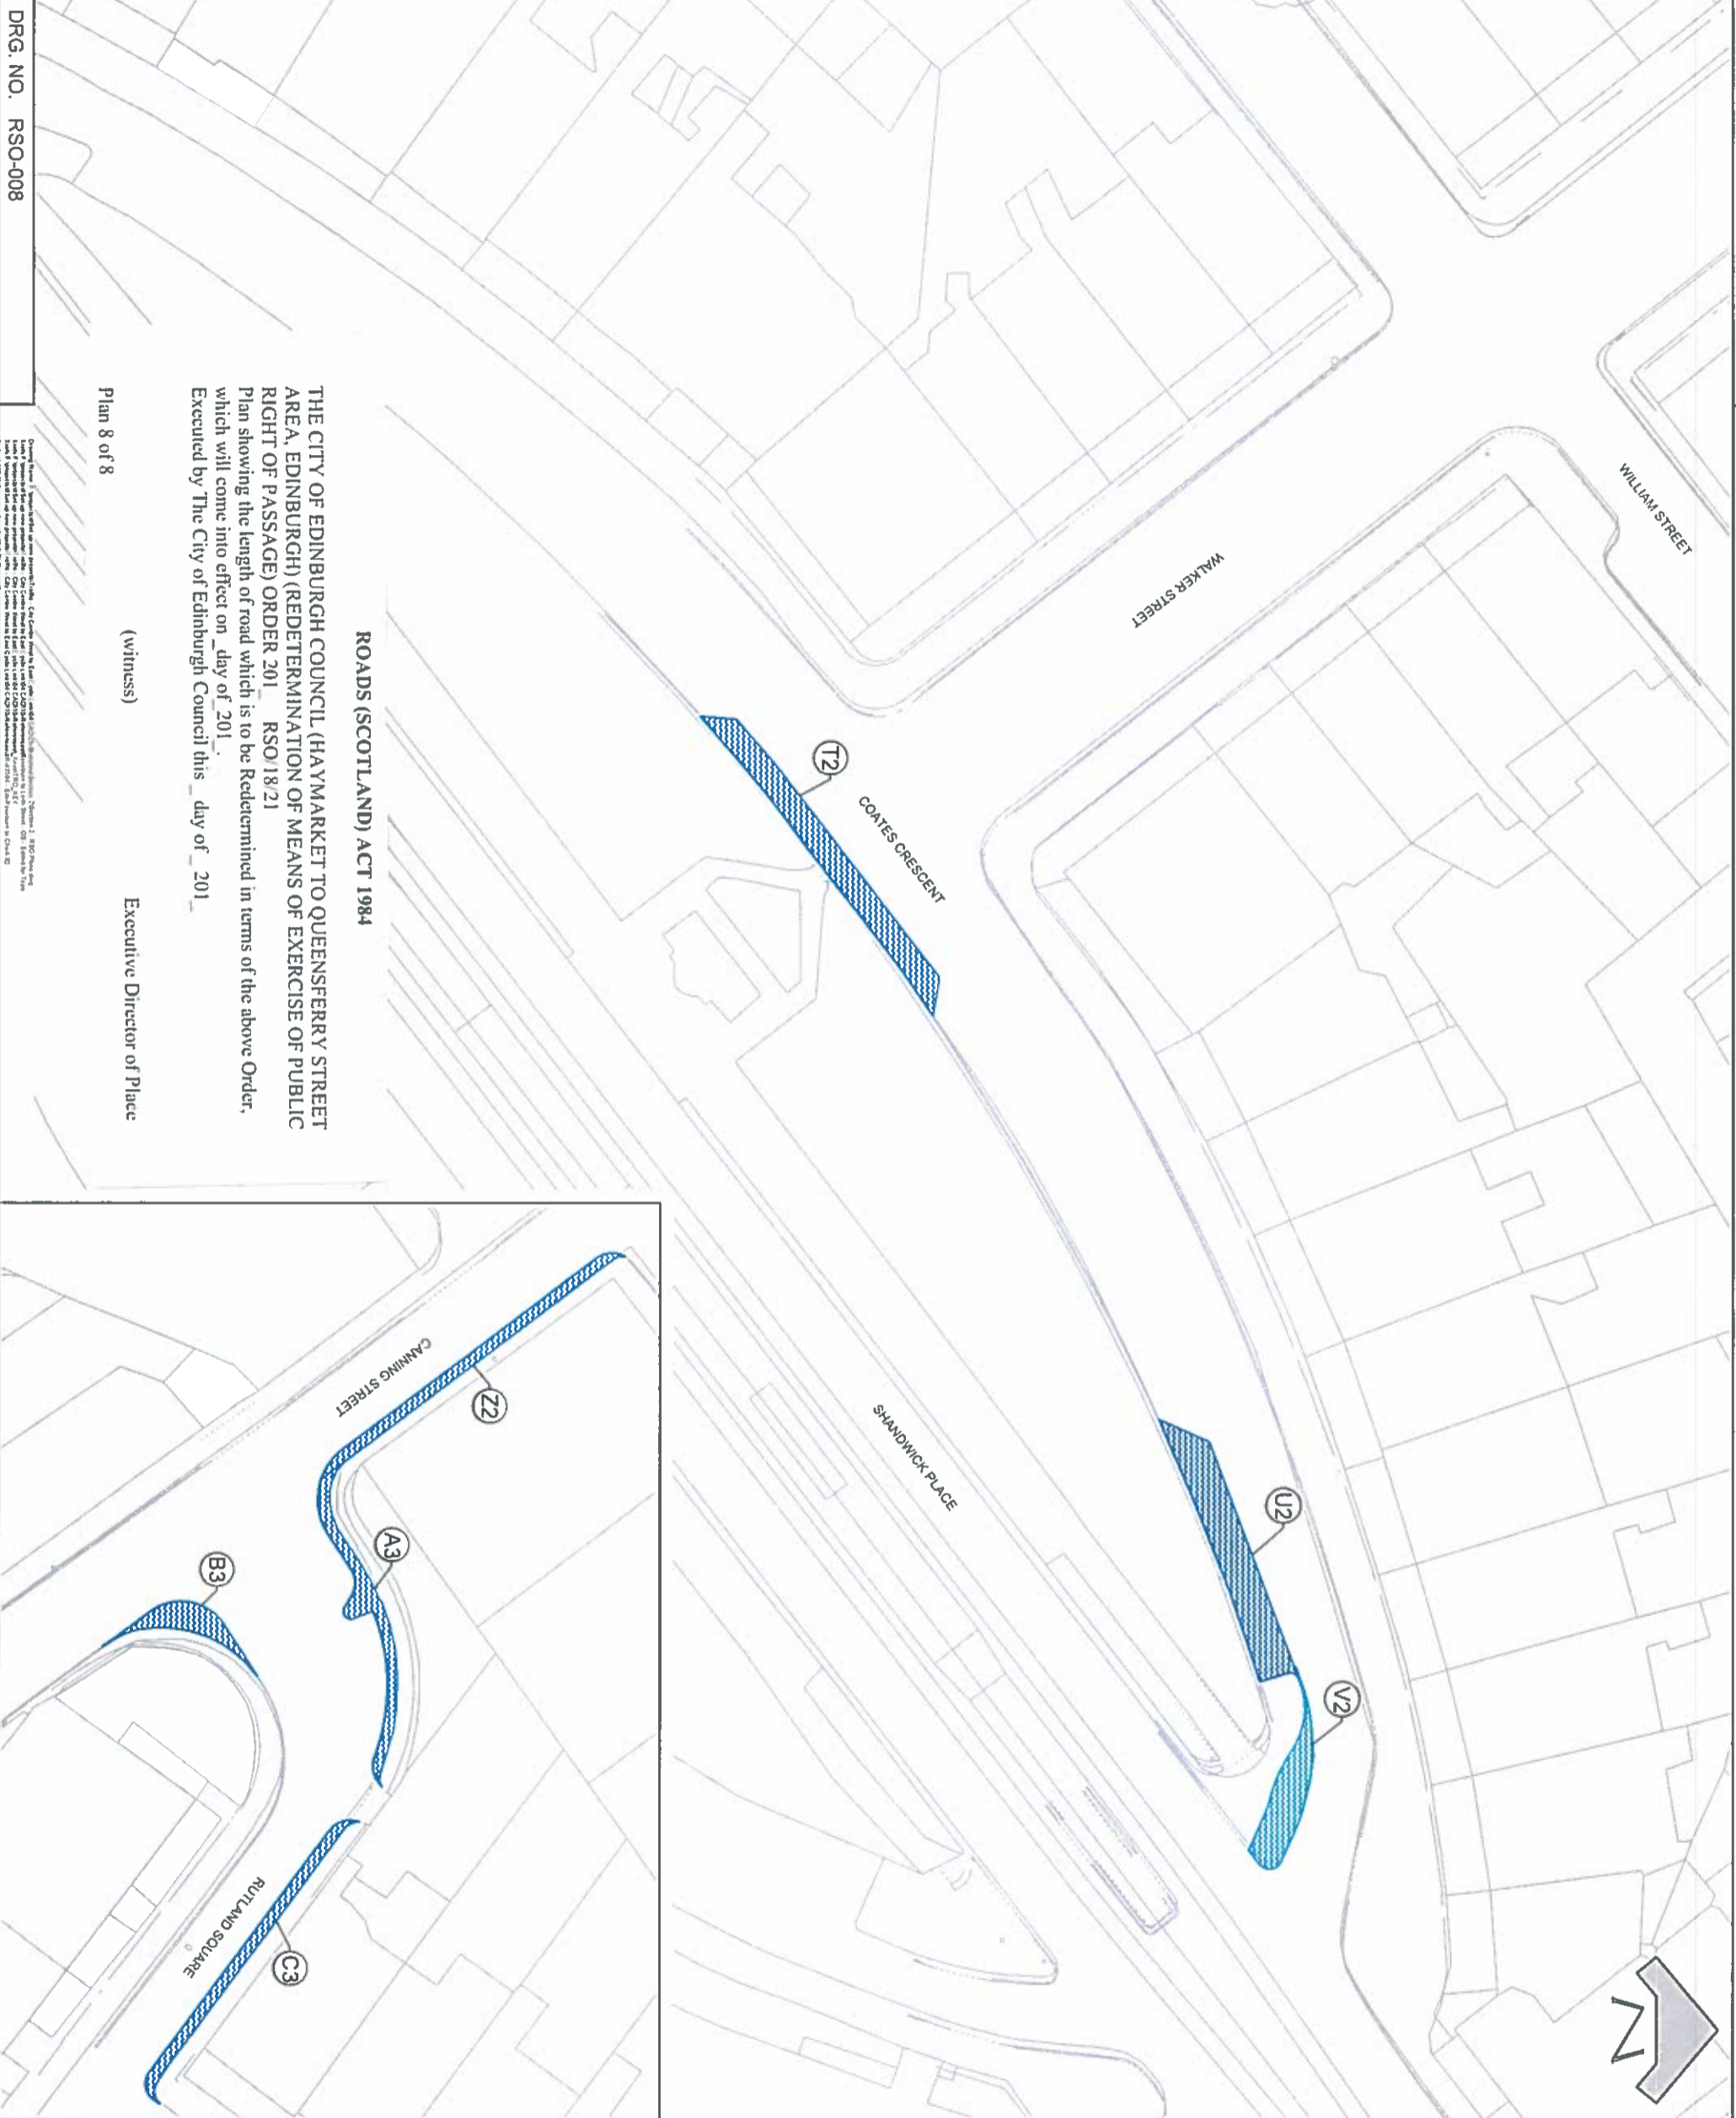 WILLIAM STREET
WALKER STREET
T2
COATES CRESCENT
U2
V2
SHANDWICK PLACE
N
ROADS (SCOTLAND) ACT 1984
THE CITY OF EDINBURGH COUNCIL (HAYMARKET TO QUEENSFERRY STREET
AREA, EDINBURGH) (REDETERMINATION OF MEANS OF EXERCISE OF PUBLIC
RIGHT OF PASSAGE) ORDER 201_ RSO/18/21
Plan showing the length of road which is to be Redetermined in terms of the above Order,
which will come into effect on _day of_201_.
Executed by The City of Edinburgh Council this _ day of _ 201_
(witness) Executive Director of Place
Plan 8 of 8
CANNING STREET
Z2
A3
B3
RUTLAND SQUARE
C3
DRG. NO. RSO-008